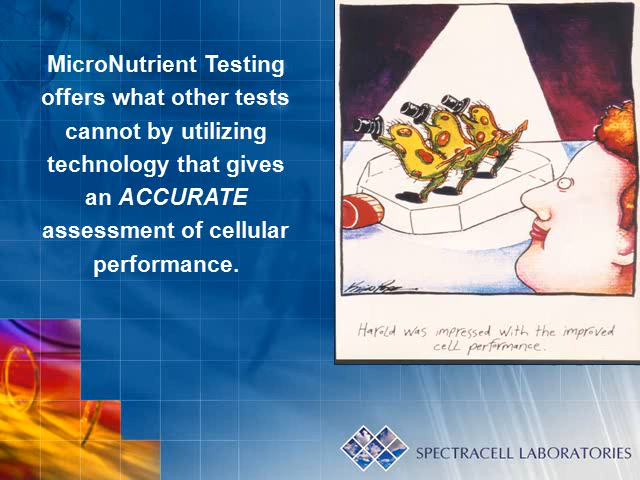 MicroNutrient Testing
offers what other tests
cannot by utilizing
technology that gives
an ACCURATE
assessment of cellular
performance.
Harold was impressed with the improved
cell performance.
SPECTRACELL LABORATORIES